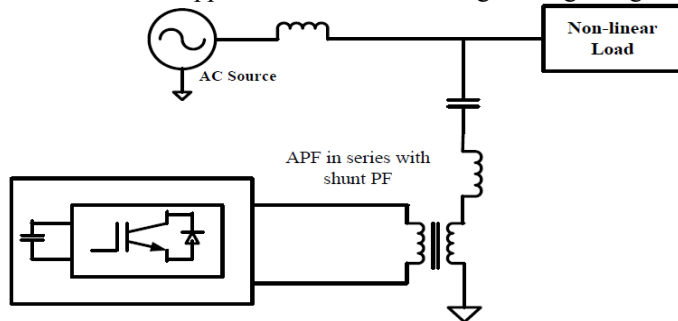 Non-linear
Load
AC Source
APF in series with
shunt PF